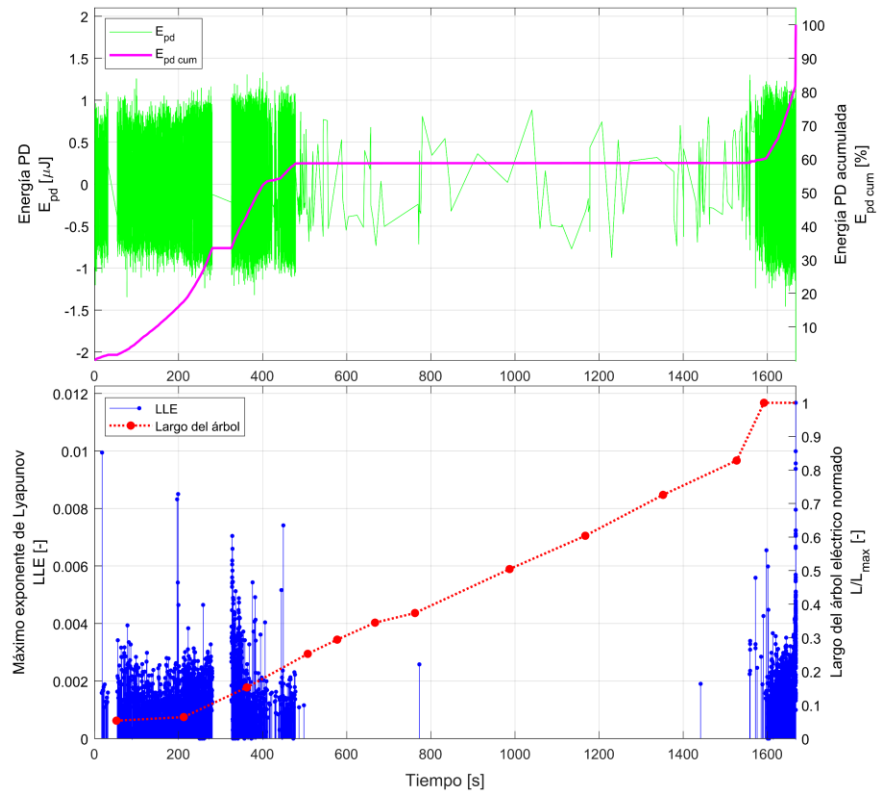 E_pd
E_pd cum
Energía PD
E_pd [μJ]
2
1.5
1
0.5
0
-0.5
-1
-1.5
-2
100
90
80
70
60
50
40
30
20
10
Energía PD acumulada
E_pd cum [%]
0 200 400 600 800 1000 1200 1400 1600
LLE
Largo del árbol
Máximo exponente de Lyapunov
LLE [-]
0.012
0.01
0.008
0.006
0.004
0.002
0
1
0.9
0.8
0.7
0.6
0.5
0.4
0.3
0.2
0.1
0
Largo del árbol eléctrico normado
L/L_max [-]
0 200 400 600 800 1000 1200 1400 1600
Tiempo [s]